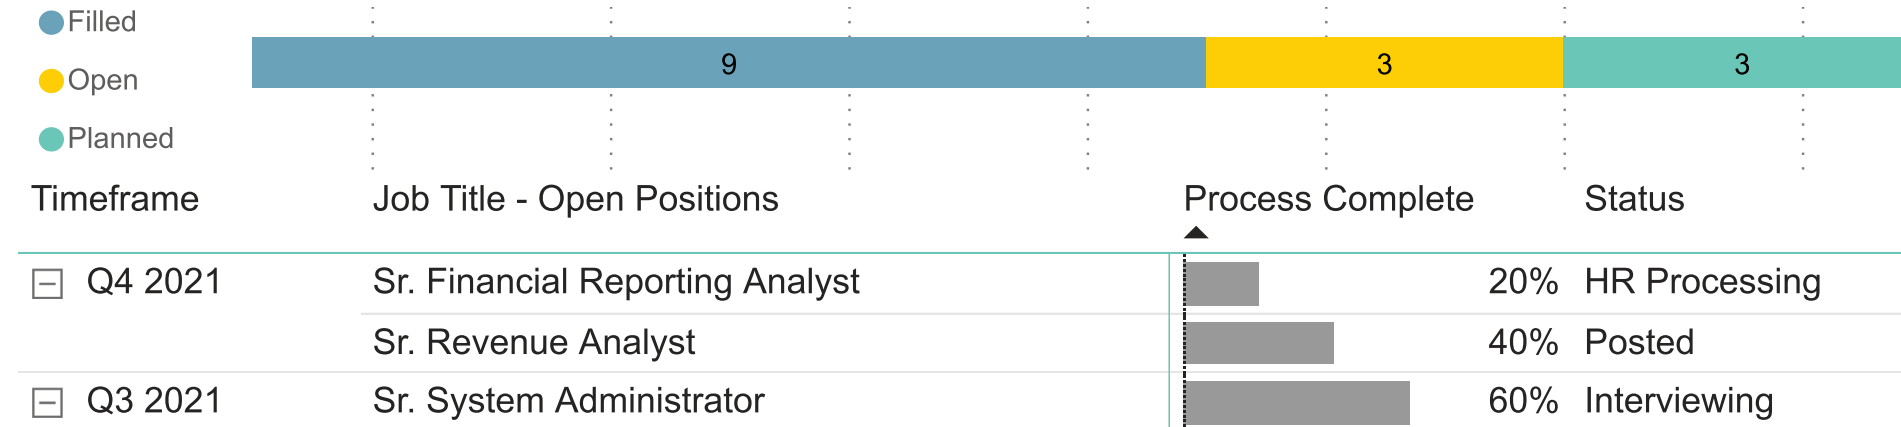 Filled
9 3 3
Open
Planned
Timeframe Job Title - Open Positions Process Complete Status
Q4 2021 Sr. Financial Reporting Analyst 20% HR Processing
Sr. Revenue Analyst 40% Posted
Q3 2021 Sr. System Administrator 60% Interviewing